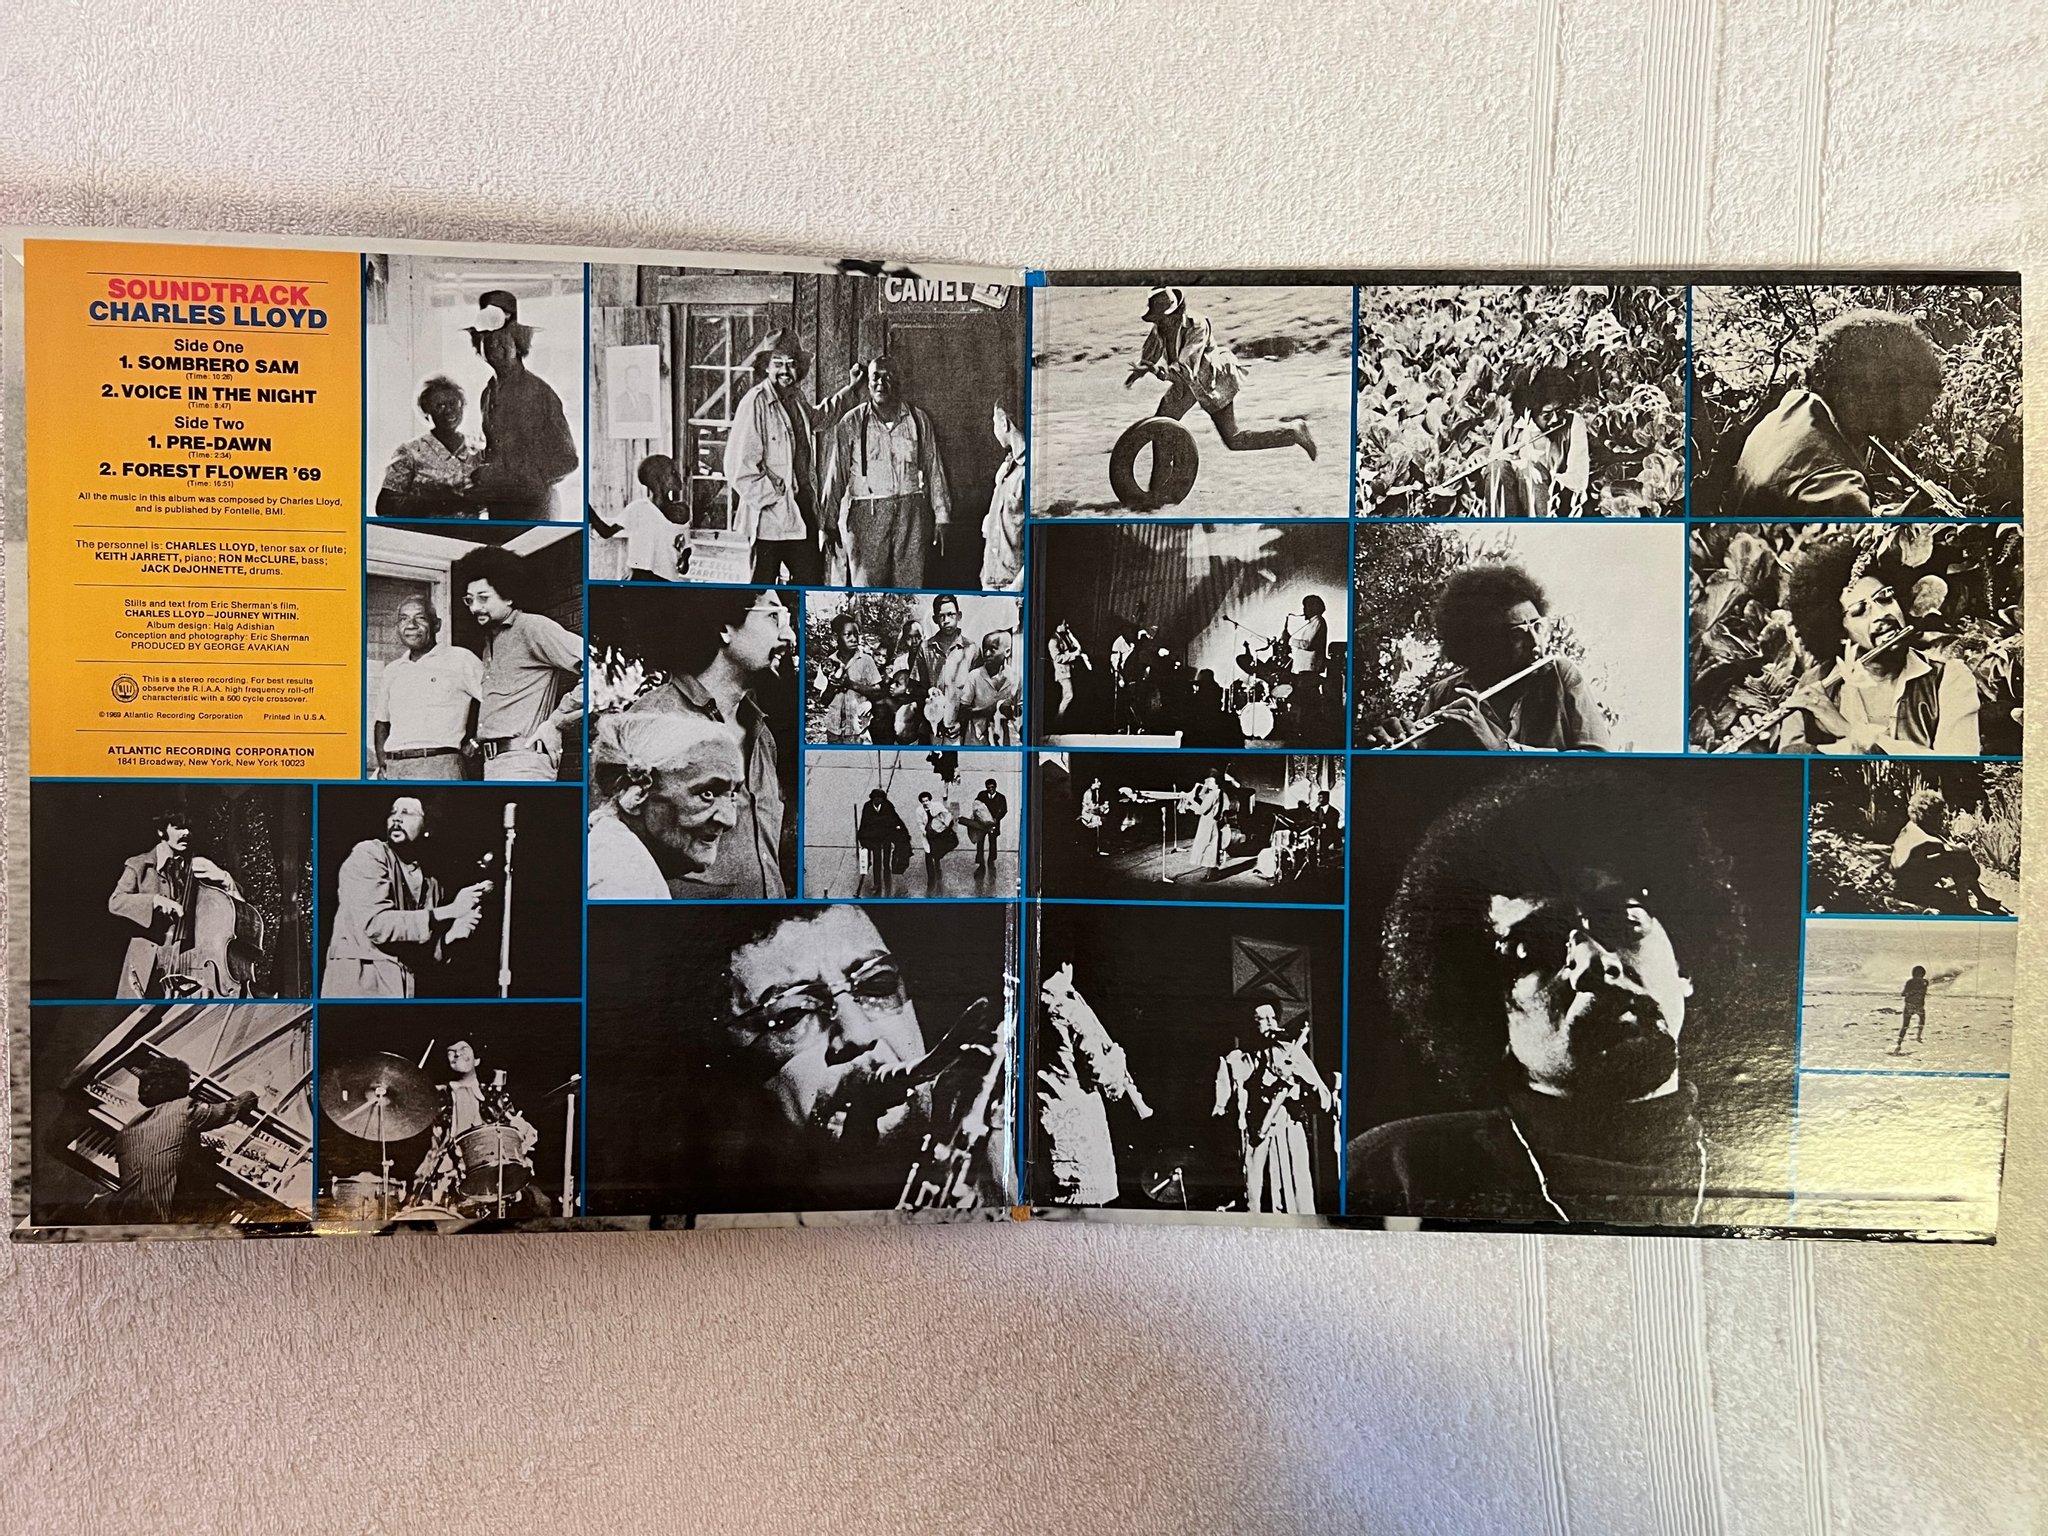 SOUNDTRACK
CHARLES LLOYD
Side One
1. SOMBRERO SAM
(Time: 10:26)
2. VOICE IN THE NIGHT
(Time: 8:47)
Side Two
1. PRE-DAWN
(Time: 2:34)
2. FOREST FLOWER '69
(Time: 16:51)
All the music in this album was composed by Charles Lloyd,
and is published by Fontelle, BMI.
The personnel is: CHARLES LLOYD, tenor sax or flute;
KEITH JARRETT, piano; RON McCLURE, bass;
JACK DeJOHNETTE, drums.
Stills and text from Eric Sherman's film,
CHARLES LLOYD—JOURNEY WITHIN.
Album design: Haig Adishian
Conception and photography: Eric Sherman
PRODUCED BY GEORGE AVAKIAN
This is a stereo recording. For best results
observe the R.I.A.A. high frequency roll-off
characteristic with a 500 cycle crossover.
©1969 Atlantic Recording Corporation Printed in U.S.A.
ATLANTIC RECORDING CORPORATION
1841 Broadway, New York, New York 10023
CAMEL
WE SELL